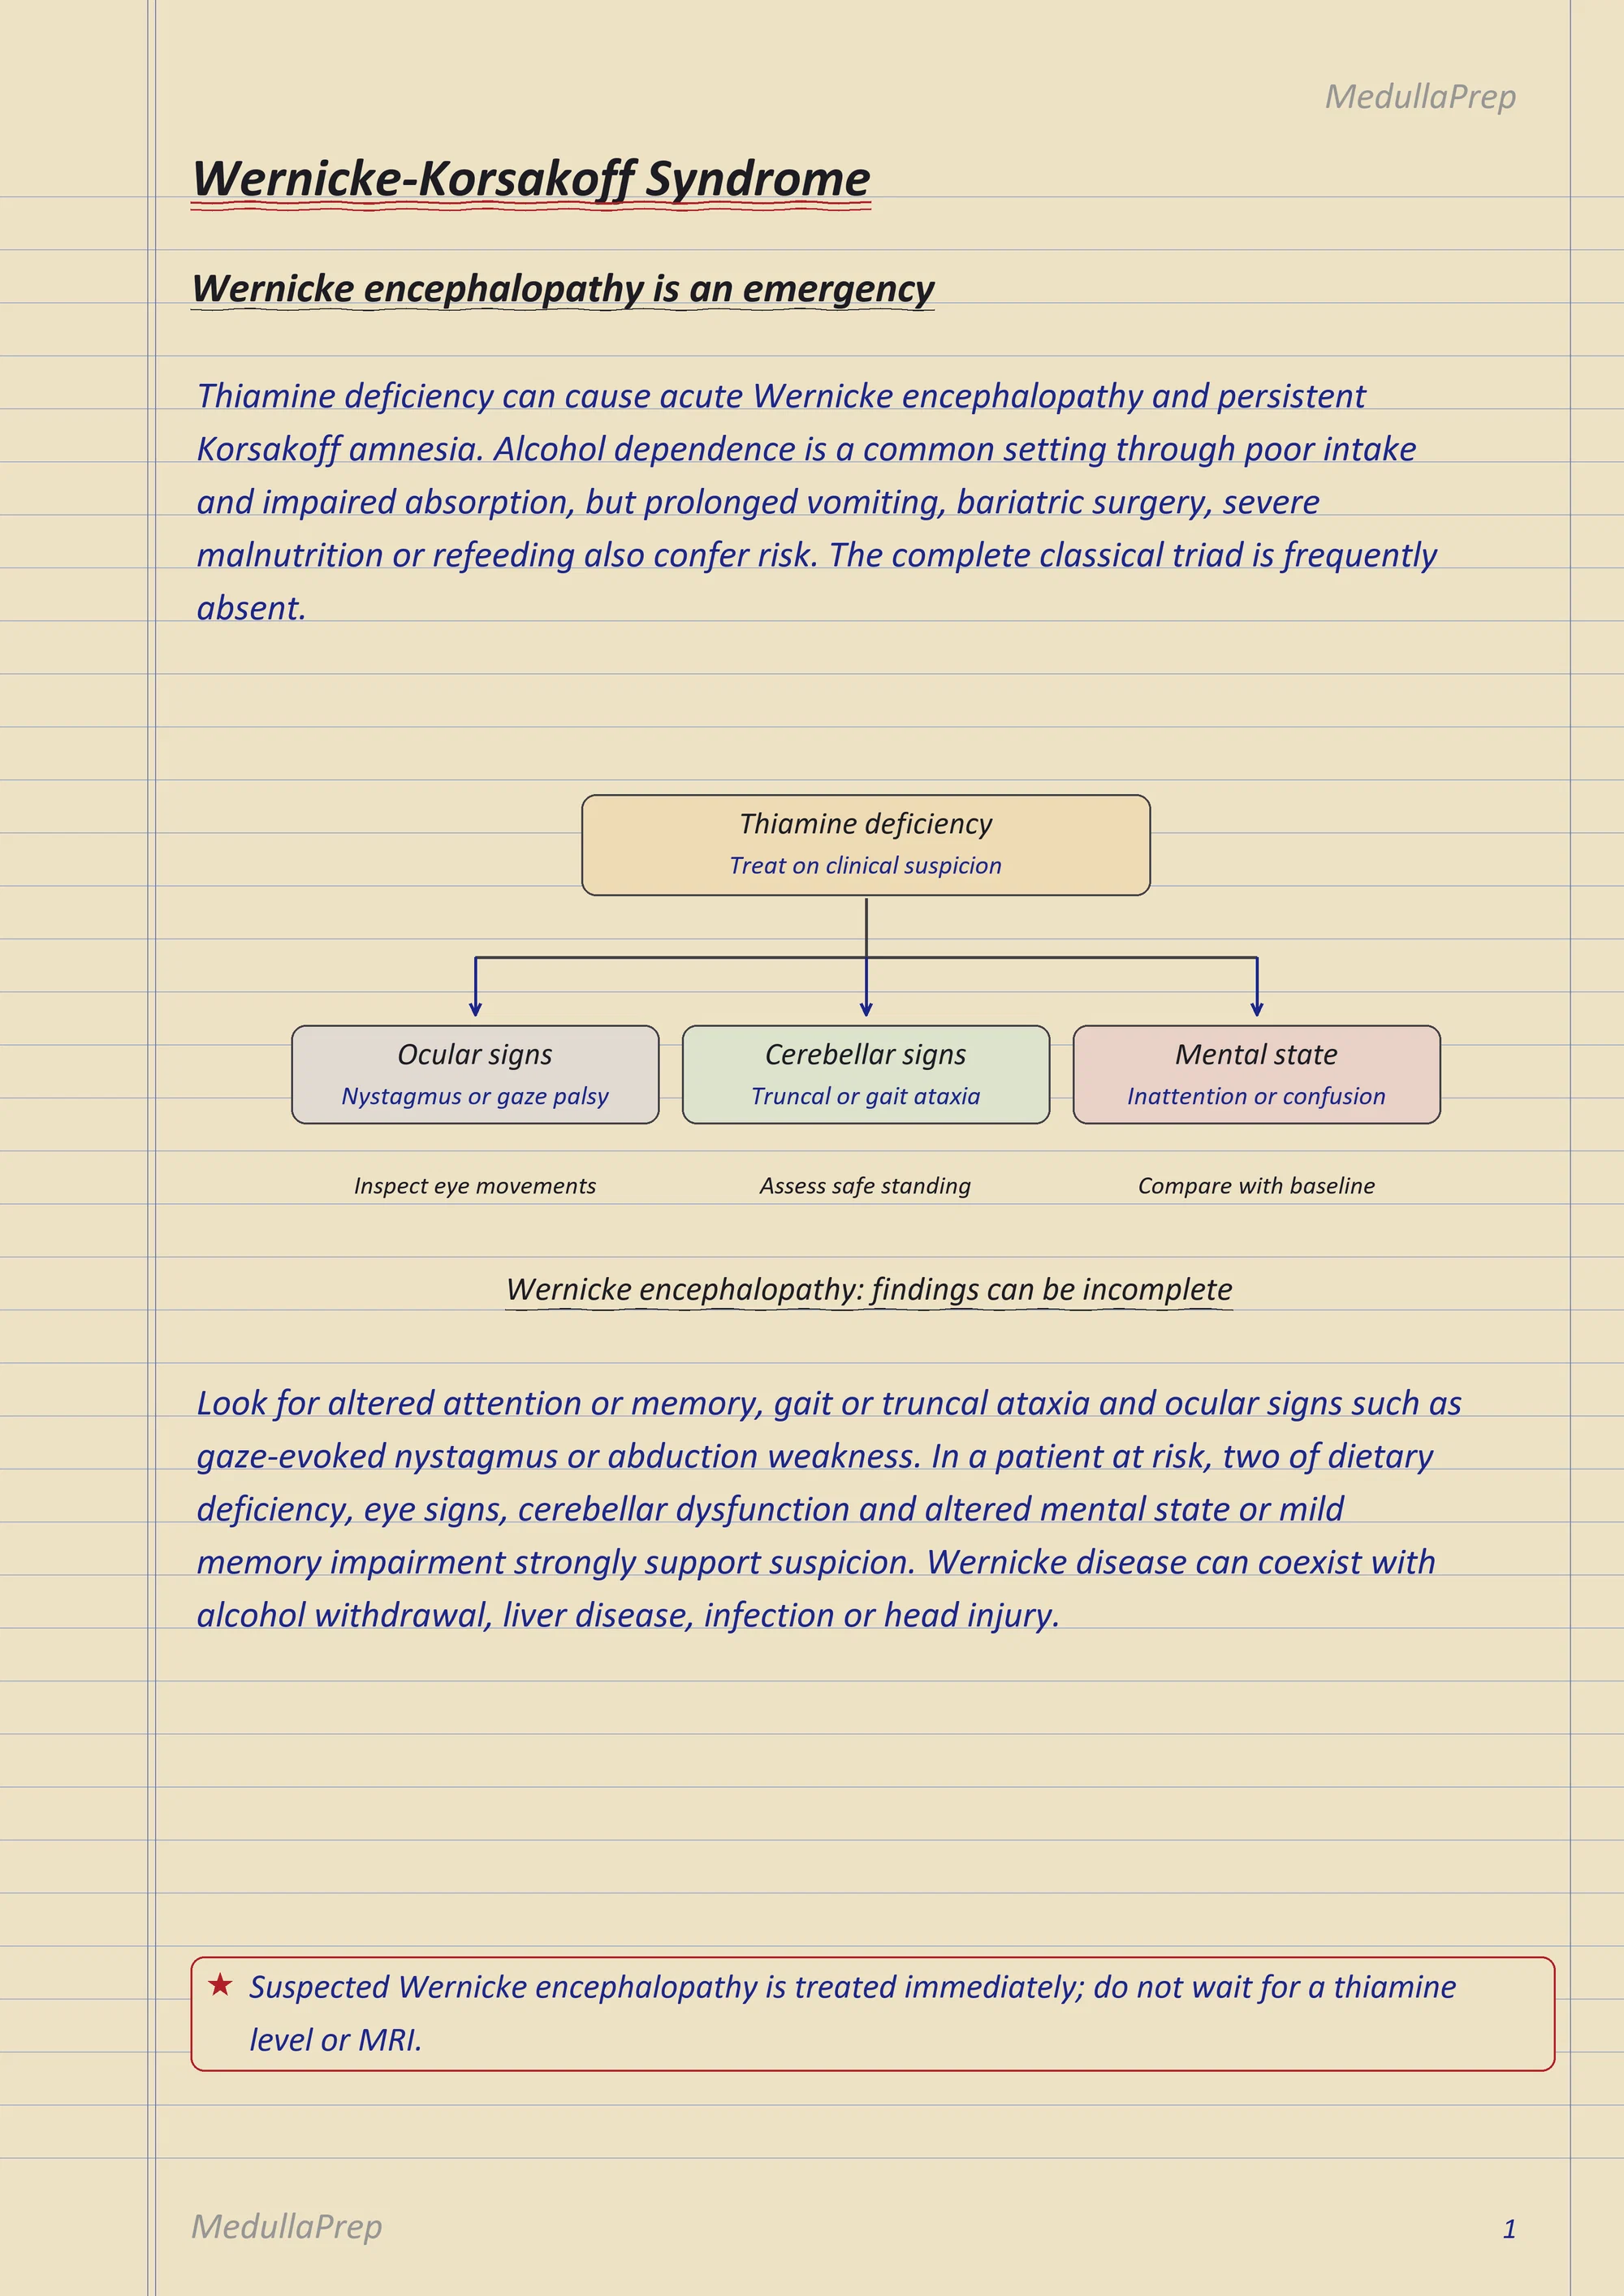 MedullaPrep
Wernicke-Korsakoff Syndrome
Wernicke encephalopathy is an emergency
Thiamine deficiency can cause acute Wernicke encephalopathy and persistent
Korsakoff amnesia. Alcohol dependence is a common setting through poor intake
and impaired absorption, but prolonged vomiting, bariatric surgery, severe
malnutrition or refeeding also confer risk. The complete classical triad is frequently
absent.
Thiamine deficiency
Treat on clinical suspicion
Ocular signs
Nystagmus or gaze palsy
Inspect eye movements
Cerebellar signs
Truncal or gait ataxia
Assess safe standing
Mental state
Inattention or confusion
Compare with baseline
Wernicke encephalopathy: findings can be incomplete
Look for altered attention or memory, gait or truncal ataxia and ocular signs such as
gaze-evoked nystagmus or abduction weakness. In a patient at risk, two of dietary
deficiency, eye signs, cerebellar dysfunction and altered mental state or mild
memory impairment strongly support suspicion. Wernicke disease can coexist with
alcohol withdrawal, liver disease, infection or head injury.
★ Suspected Wernicke encephalopathy is treated immediately; do not wait for a thiamine
level or MRI.
MedullaPrep
1